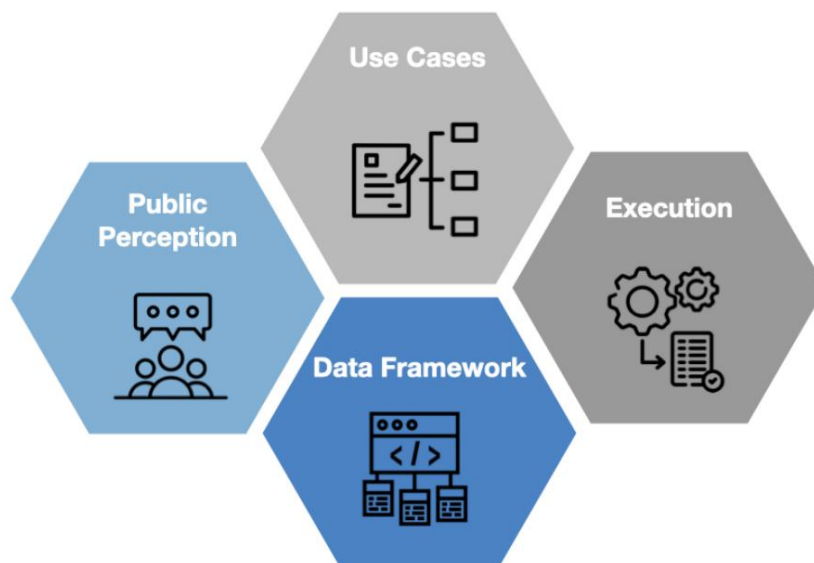 Use Cases
Public
Perception
Execution
Data Framework
</>